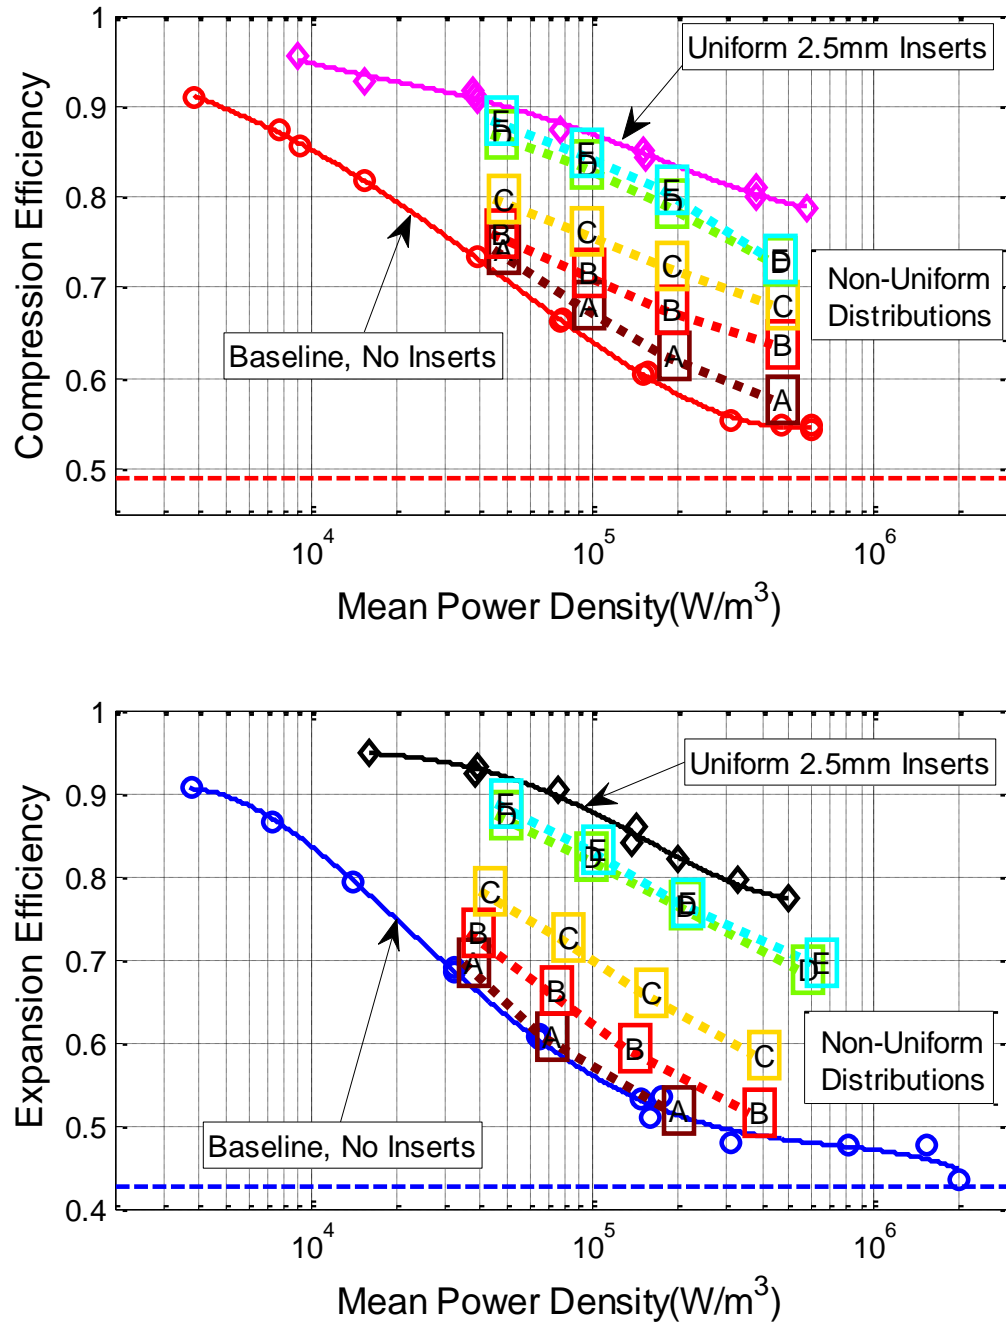 1
Uniform 2.5mm Inserts
0.9
E
D
E
D
0.8
C
E
D
B
A
C
0.7
B
C
E
D
Non-Uniform
Distributions
A
B
C
Baseline, No Inserts
0.6
A
B
A
0.5
10^4
10^5
10^6
Compression Efficiency
Mean Power Density(W/m^3)
1
Uniform 2.5mm Inserts
0.9
E
D
0.8
C
D
E
E
D
0.7
B
A
C
D
E
0.6
B
C
A
B
C
Non-Uniform
Distributions
0.5
A
B
Baseline, No Inserts
0.4
10^4
10^5
10^6
Expansion Efficiency
Mean Power Density(W/m^3)